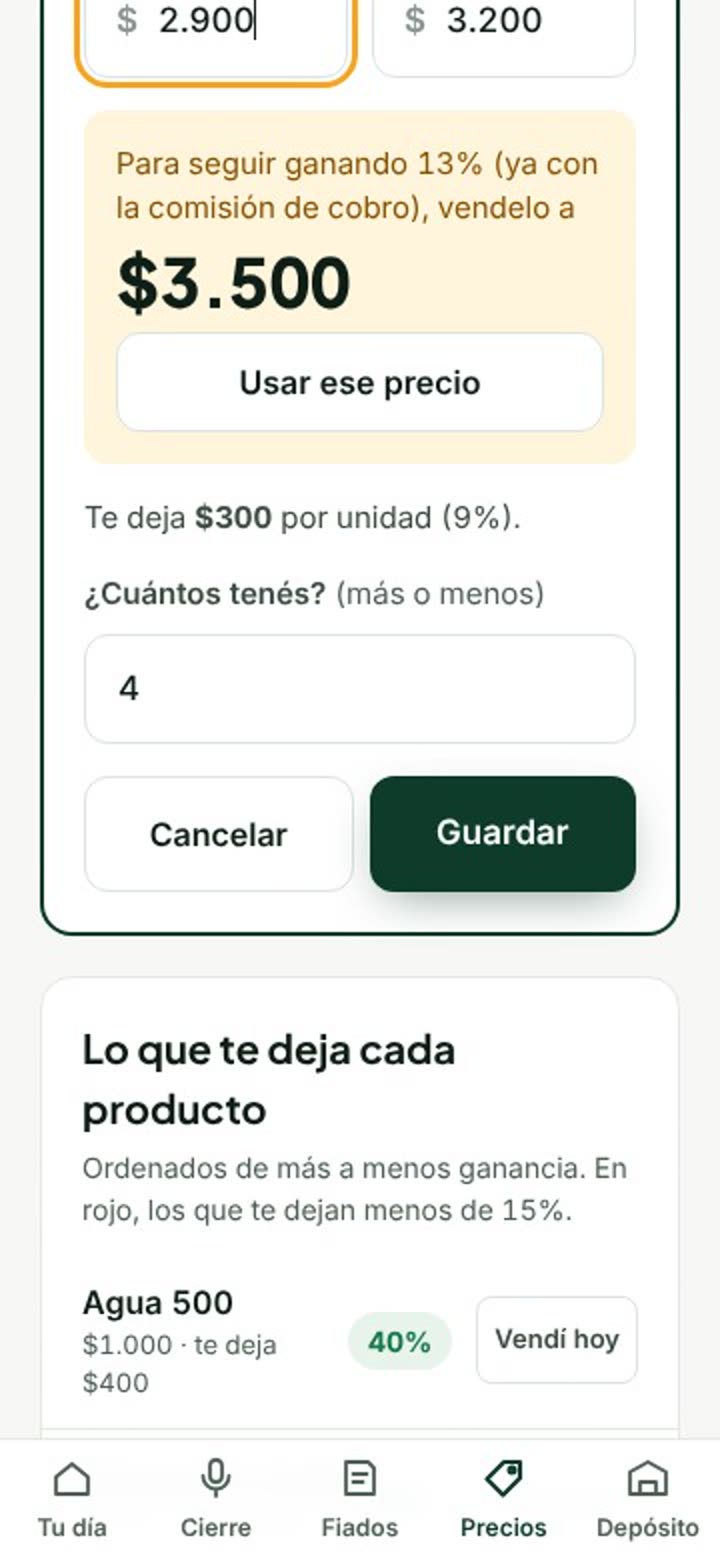 $ 2.900 $ 3.200
Para seguir ganando 13% (ya con
la comisión de cobro), vendelo a
$3.500
Usar ese precio
Te deja $300 por unidad (9%).
¿Cuántos tenés? (más o menos)
4
Cancelar Guardar
Lo que te deja cada
producto
Ordenados de más a menos ganancia. En
rojo, los que te dejan menos de 15%.
Agua 500
$1.000 · te deja
$400
40%
Vendí hoy
Tu día Cierre Fiados Precios Depósito